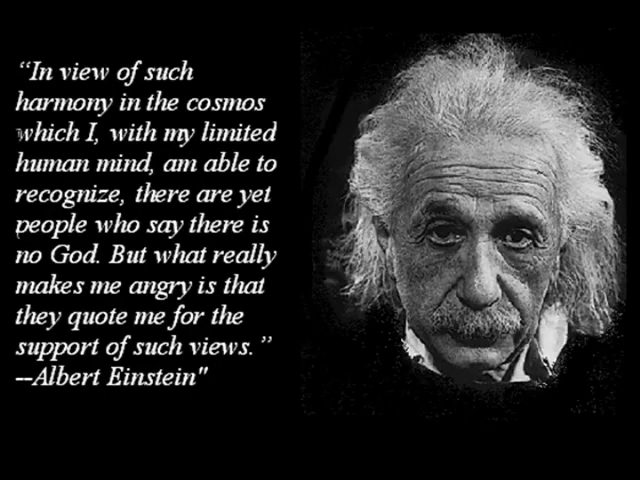 “In view of such
harmony in the cosmos
which I, with my limited
human mind, am able to
recognize, there are yet
people who say there is
no God. But what really
makes me angry is that
they quote me for the
support of such views.”
--Albert Einstein"